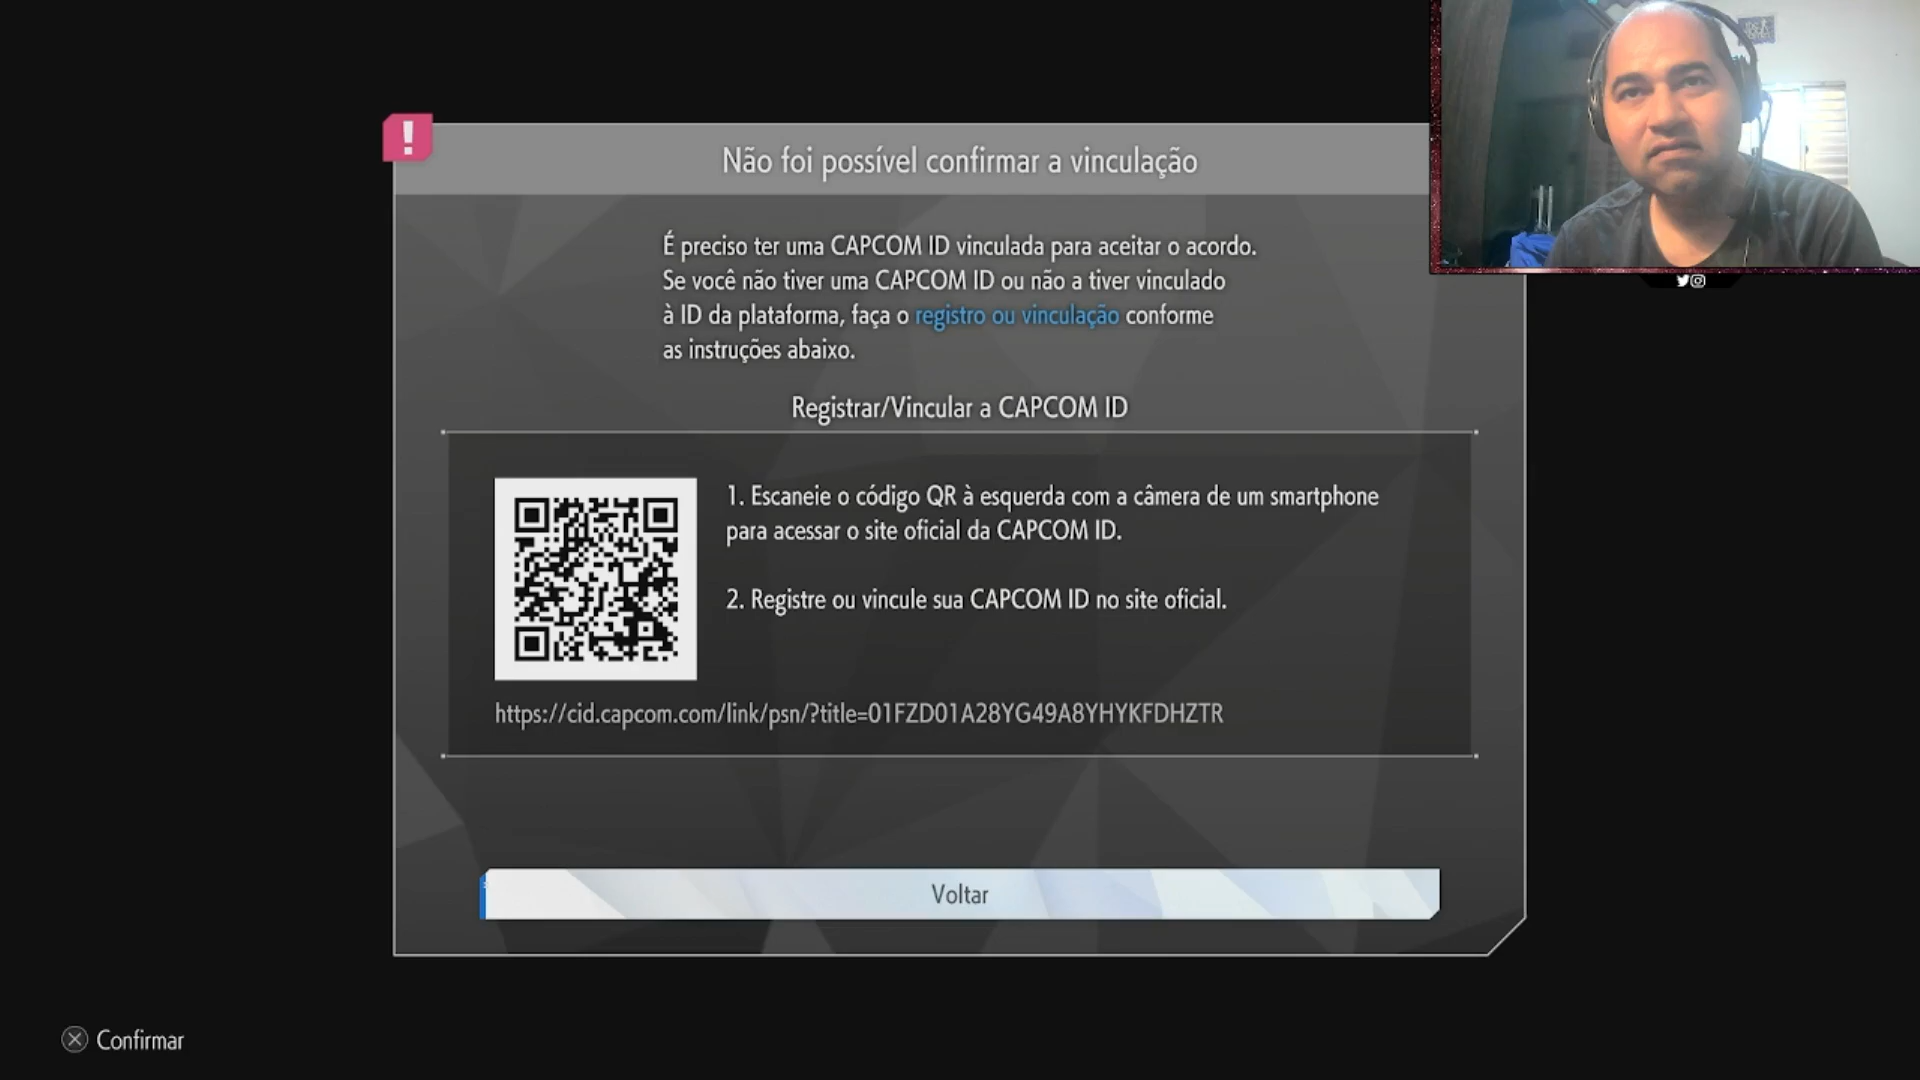 !
Não foi possível confirmar a vinculação
É preciso ter uma CAPCOM ID vinculada para aceitar o acordo.
Se você não tiver uma CAPCOM ID ou não a tiver vinculado
à ID da plataforma, faça o registro ou vinculação conforme
as instruções abaixo.
Registrar/Vincular a CAPCOM ID
1. Escaneie o código QR à esquerda com a câmera de um smartphone
para acessar o site oficial da CAPCOM ID.
2. Registre ou vincule sua CAPCOM ID no site oficial.
https://cid.capcom.com/link/psn/?title=01FZD01A28YG49A8YHYKFDHZTR
Voltar
Confirmar